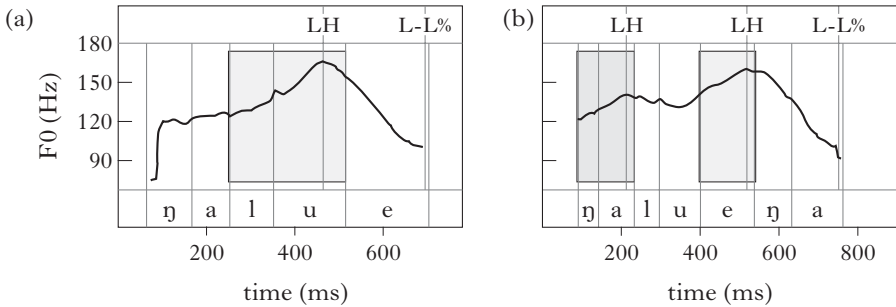 (a)
LH
L-L%
180
150
120
90
F0 (Hz)
ŋ a l u e
200 400 600
time (ms)
(b)
LH
LH
L-L%
ŋ a l u e ŋ a
200 400 600 800
time (ms)